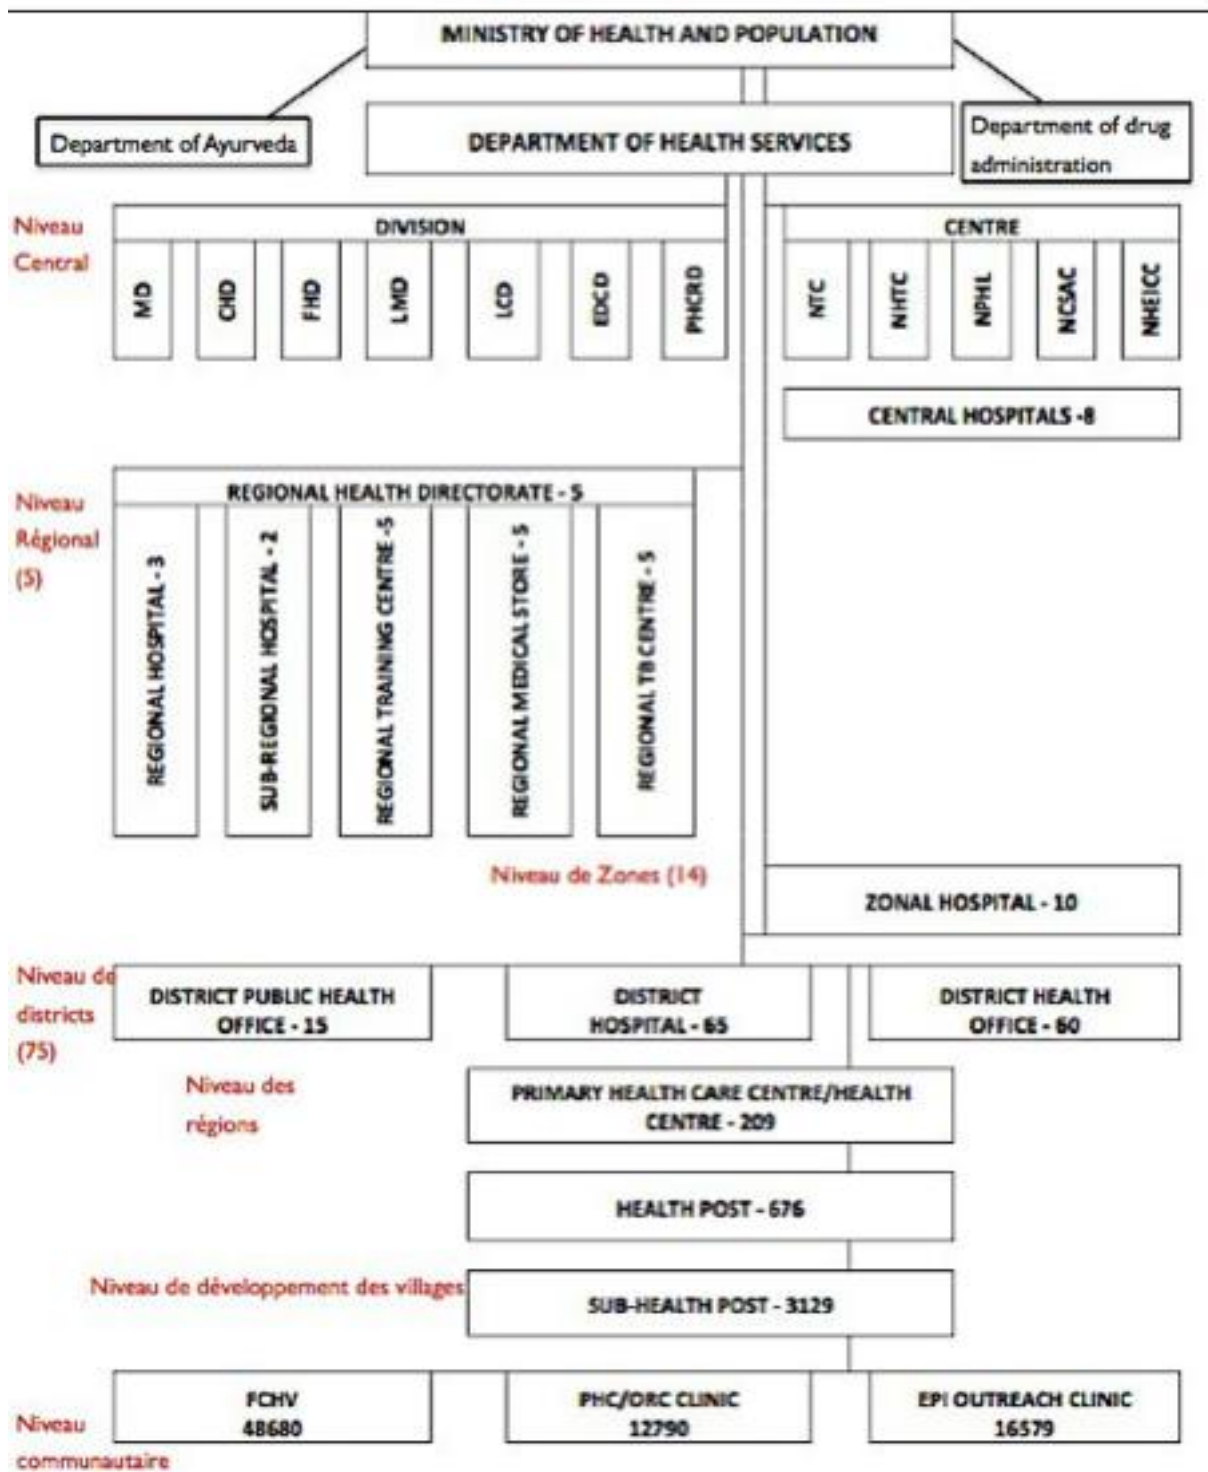 MINISTRY OF HEALTH AND POPULATION
Department of Ayurveda
DEPARTMENT OF HEALTH SERVICES
Department of drug
administration
Niveau
Central
DIVISION
MD
CHD
FHD
LMD
LCD
EDCD
PHCRD
CENTRE
NTC
NHTC
NPHL
NCSAC
NHEICC
CENTRAL HOSPITALS -8
Niveau
Régional
(5)
REGIONAL HEALTH DIRECTORATE - 5
REGIONAL HOSPITAL - 3
SUB-REGIONAL HOSPITAL - 2
REGIONAL TRAINING CENTRE -5
REGIONAL MEDICAL STORE - 5
REGIONAL TB CENTRE - 5
Niveau de Zones (14)
ZONAL HOSPITAL - 10
Niveau de
districts
(75)
DISTRICT PUBLIC HEALTH
OFFICE - 15
DISTRICT
HOSPITAL - 65
DISTRICT HEALTH
OFFICE - 60
Niveau des
régions
PRIMARY HEALTH CARE CENTRE/HEALTH
CENTRE - 209
HEALTH POST - 676
Niveau de développement des villages
SUB-HEALTH POST - 3129
Niveau
communautaire
FCHV
48680
PHC/ORC CLINIC
12790
EPI OUTREACH CLINIC
16579